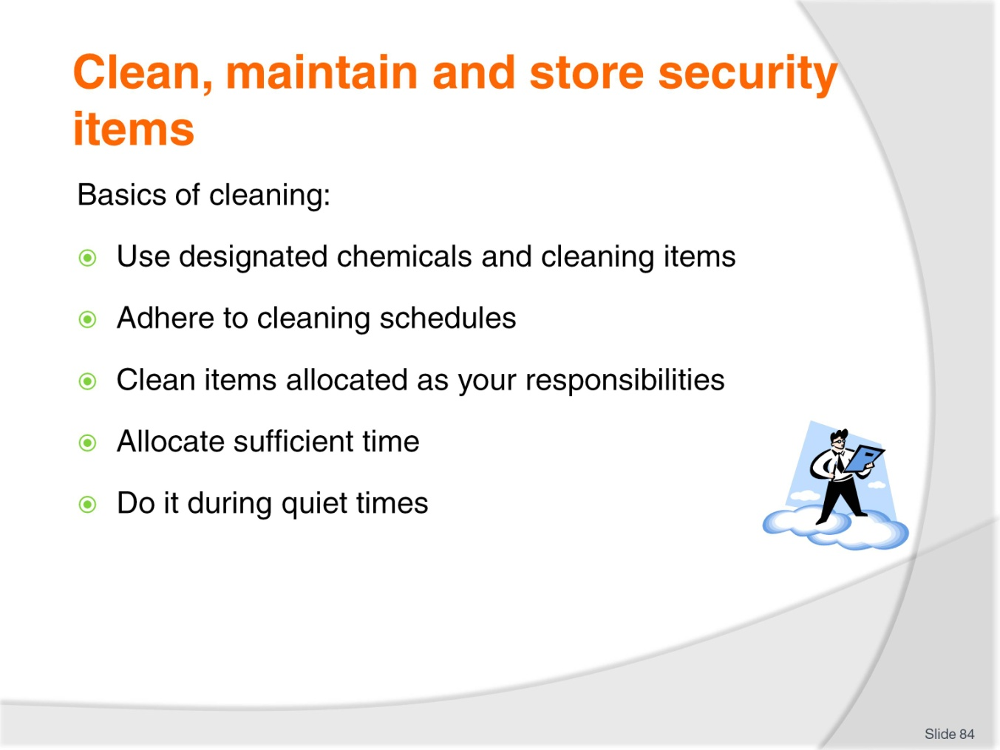 Clean, maintain and store security
items
Basics of cleaning:
Use designated chemicals and cleaning items
Adhere to cleaning schedules
Clean items allocated as your responsibilities
Allocate sufficient time
Do it during quiet times
Slide 84